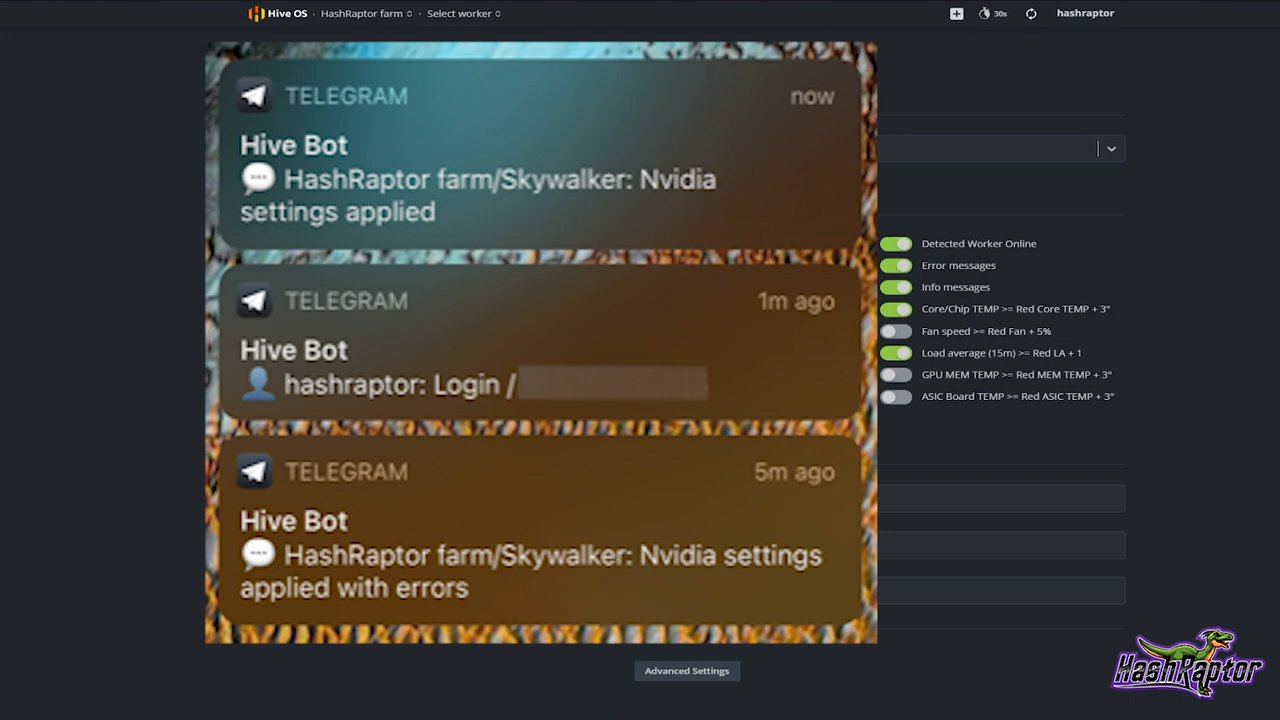 Hive OS HashRaptor farm Select worker 30s hashraptor
TELEGRAM now
Hive Bot
HashRaptor farm/Skywalker: Nvidia
settings applied
TELEGRAM 1m ago
Hive Bot
hashraptor: Login /
TELEGRAM 5m ago
Hive Bot
HashRaptor farm/Skywalker: Nvidia settings
applied with errors
Detected Worker Online
Error messages
Info messages
Core/Chip TEMP >= Red Core TEMP + 3°
Fan speed >= Red Fan + 5%
Load average (15m) >= Red LA + 1
GPU MEM TEMP >= Red MEM TEMP + 3°
ASIC Board TEMP >= Red ASIC TEMP + 3°
Advanced Settings
HashRaptor